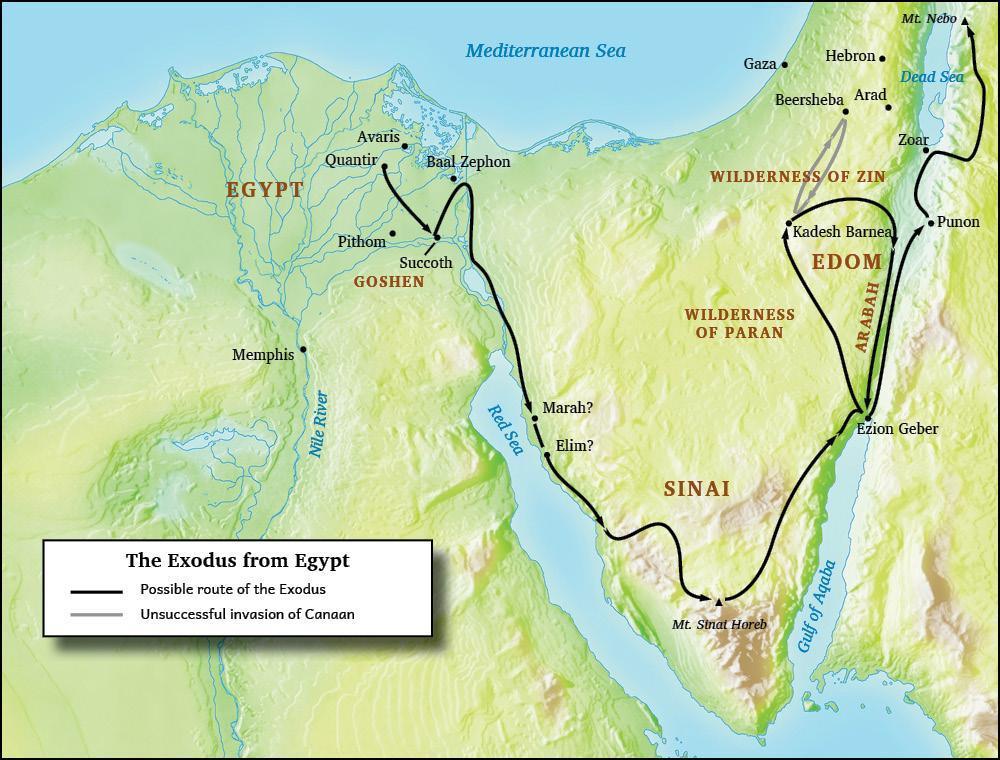 Mt. Nebo
Mediterranean Sea
Gaza
Hebron
Dead Sea
Beersheba
Arad
Avaris
Zoar
Quantir
Baal Zephon
EGYPT
WILDERNESS OF ZIN
Pithom
Kadesh Barnea
Punon
Succoth
GOSHEN
EDOM
WILDERNESS
OF PARAN
ARABAH
Memphis
Nile River
Red Sea
Marah?
Elim?
Ezion Geber
SINAI
The Exodus from Egypt
Possible route of the Exodus
Unsuccessful invasion of Canaan
Mt. Sinai Horeb
Gulf of Aqaba